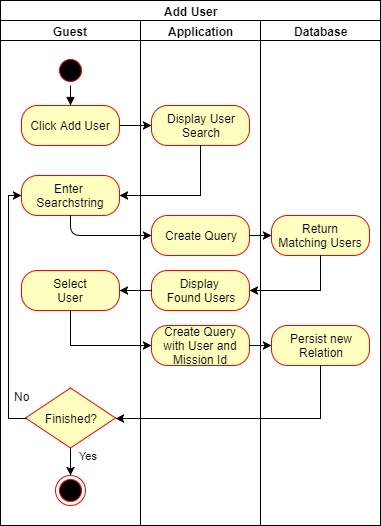 Add User
Guest
Application
Database
Click Add User
Display User
Search
Enter
Searchstring
Create Query
Return
Matching Users
Select
User
Display
Found Users
Create Query
with User and
Mission Id
Persist new
Relation
No
Finished?
Yes